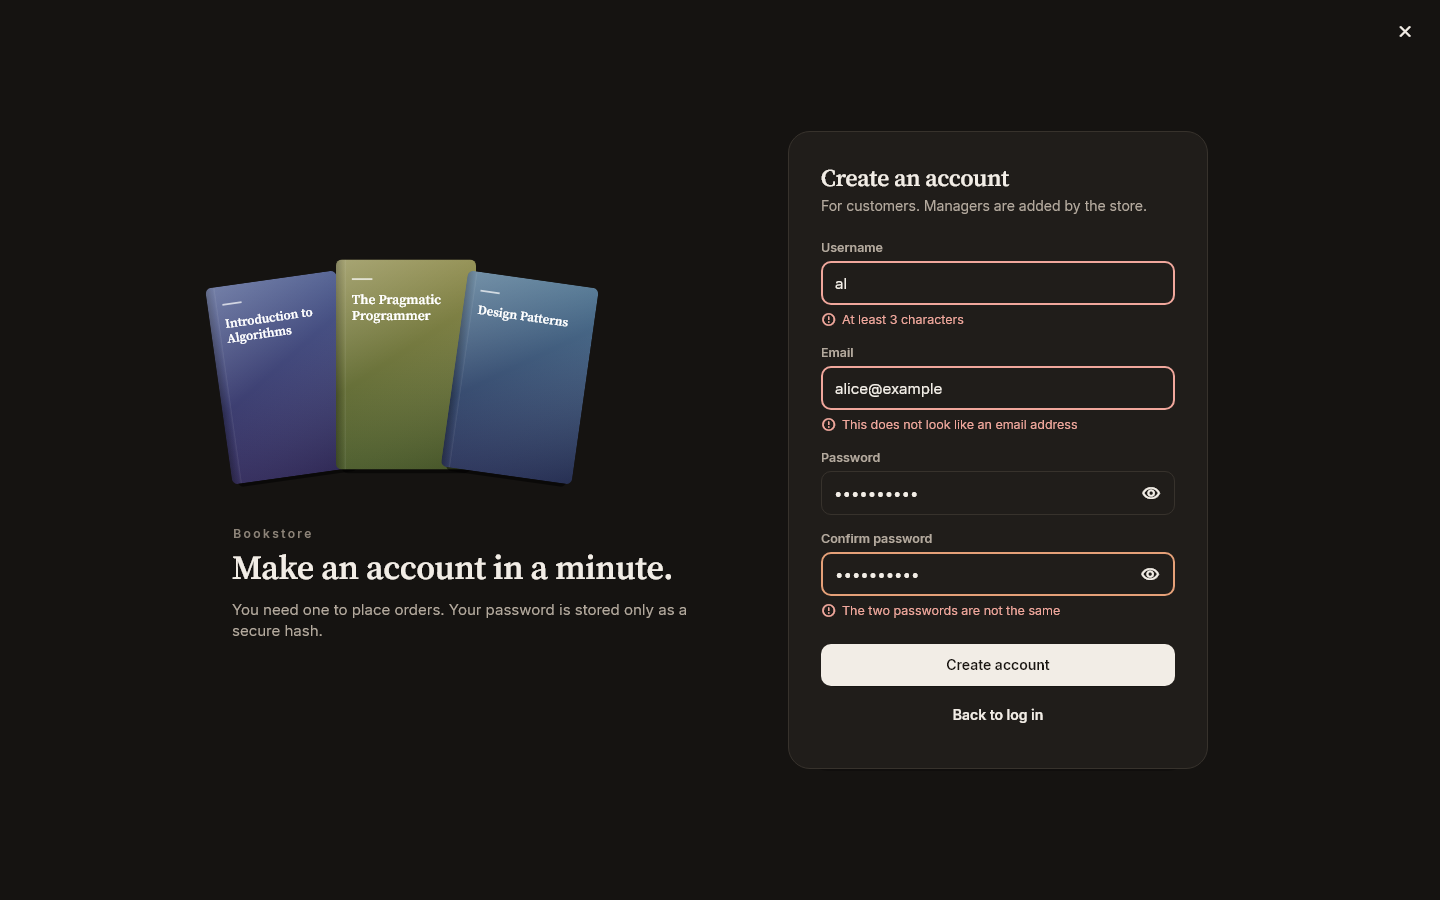 Introduction to
Algorithms
The Pragmatic
Programmer
Design Patterns
Bookstore
Make an account in a minute.
You need one to place orders. Your password is stored only as a
secure hash.
Create an account
For customers. Managers are added by the store.
Username
al
At least 3 characters
Email
alice@example
This does not look like an email address
Password
••••••••••
Confirm password
••••••••••
The two passwords are not the same
Create account
Back to log in